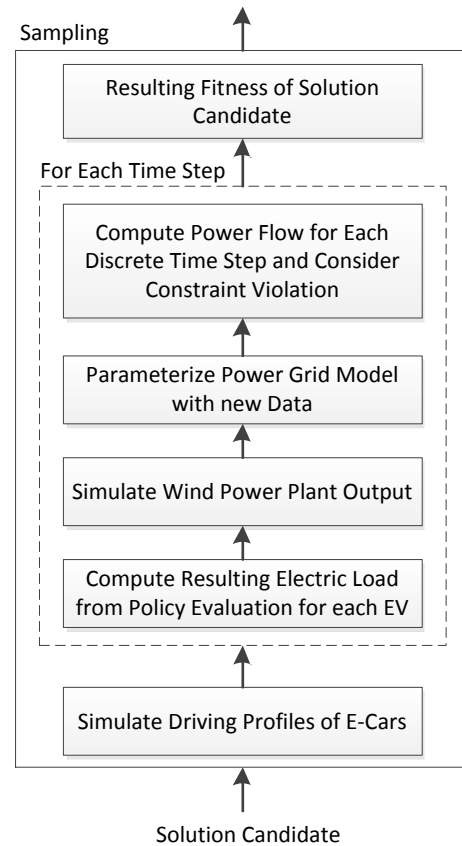 Sampling
Resulting Fitness of Solution
Candidate
For Each Time Step
Compute Power Flow for Each
Discrete Time Step and Consider
Constraint Violation
Parameterize Power Grid Model
with new Data
Simulate Wind Power Plant Output
Compute Resulting Electric Load
from Policy Evaluation for each EV
Simulate Driving Profiles of E-Cars
Solution Candidate